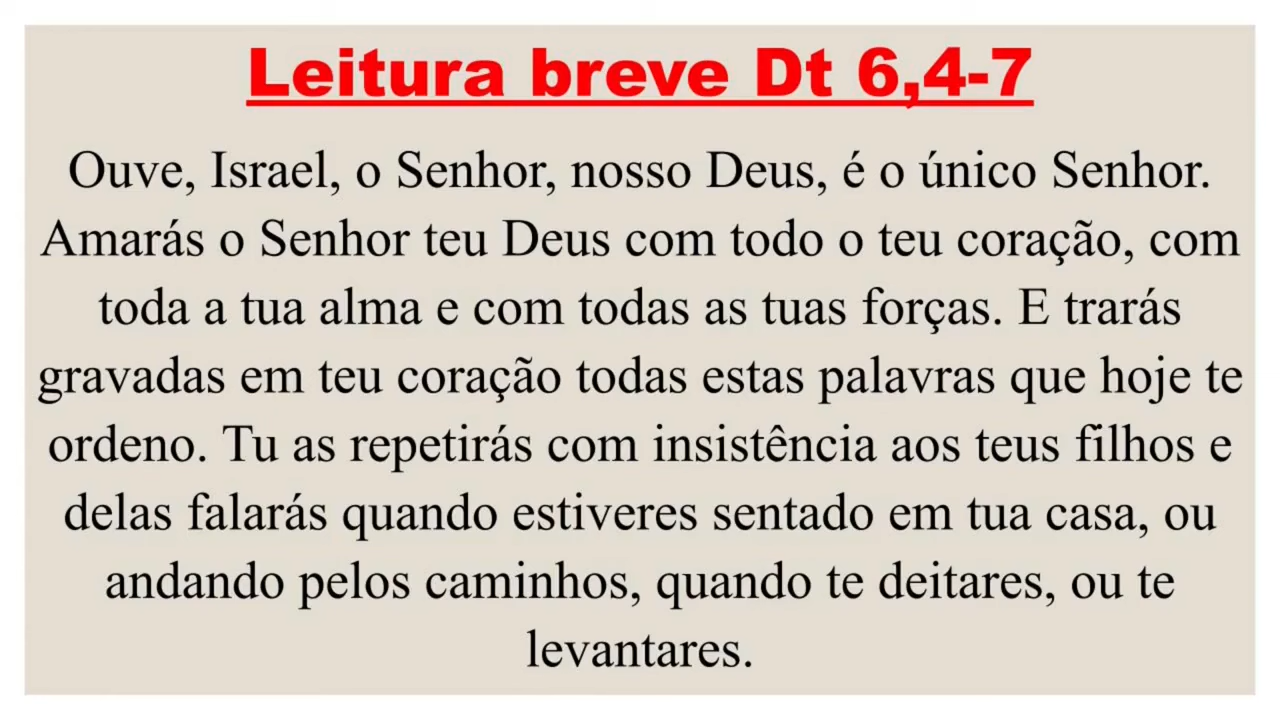 Leitura breve Dt 6,4-7
Ouve, Israel, o Senhor, nosso Deus, é o único Senhor.
Amarás o Senhor teu Deus com todo o teu coração, com
toda a tua alma e com todas as tuas forças. E trarás
gravadas em teu coração todas estas palavras que hoje te
ordeno. Tu as repetirás com insistência aos teus filhos e
delas falarás quando estiveres sentado em tua casa, ou
andando pelos caminhos, quando te deitares, ou te
levantares.